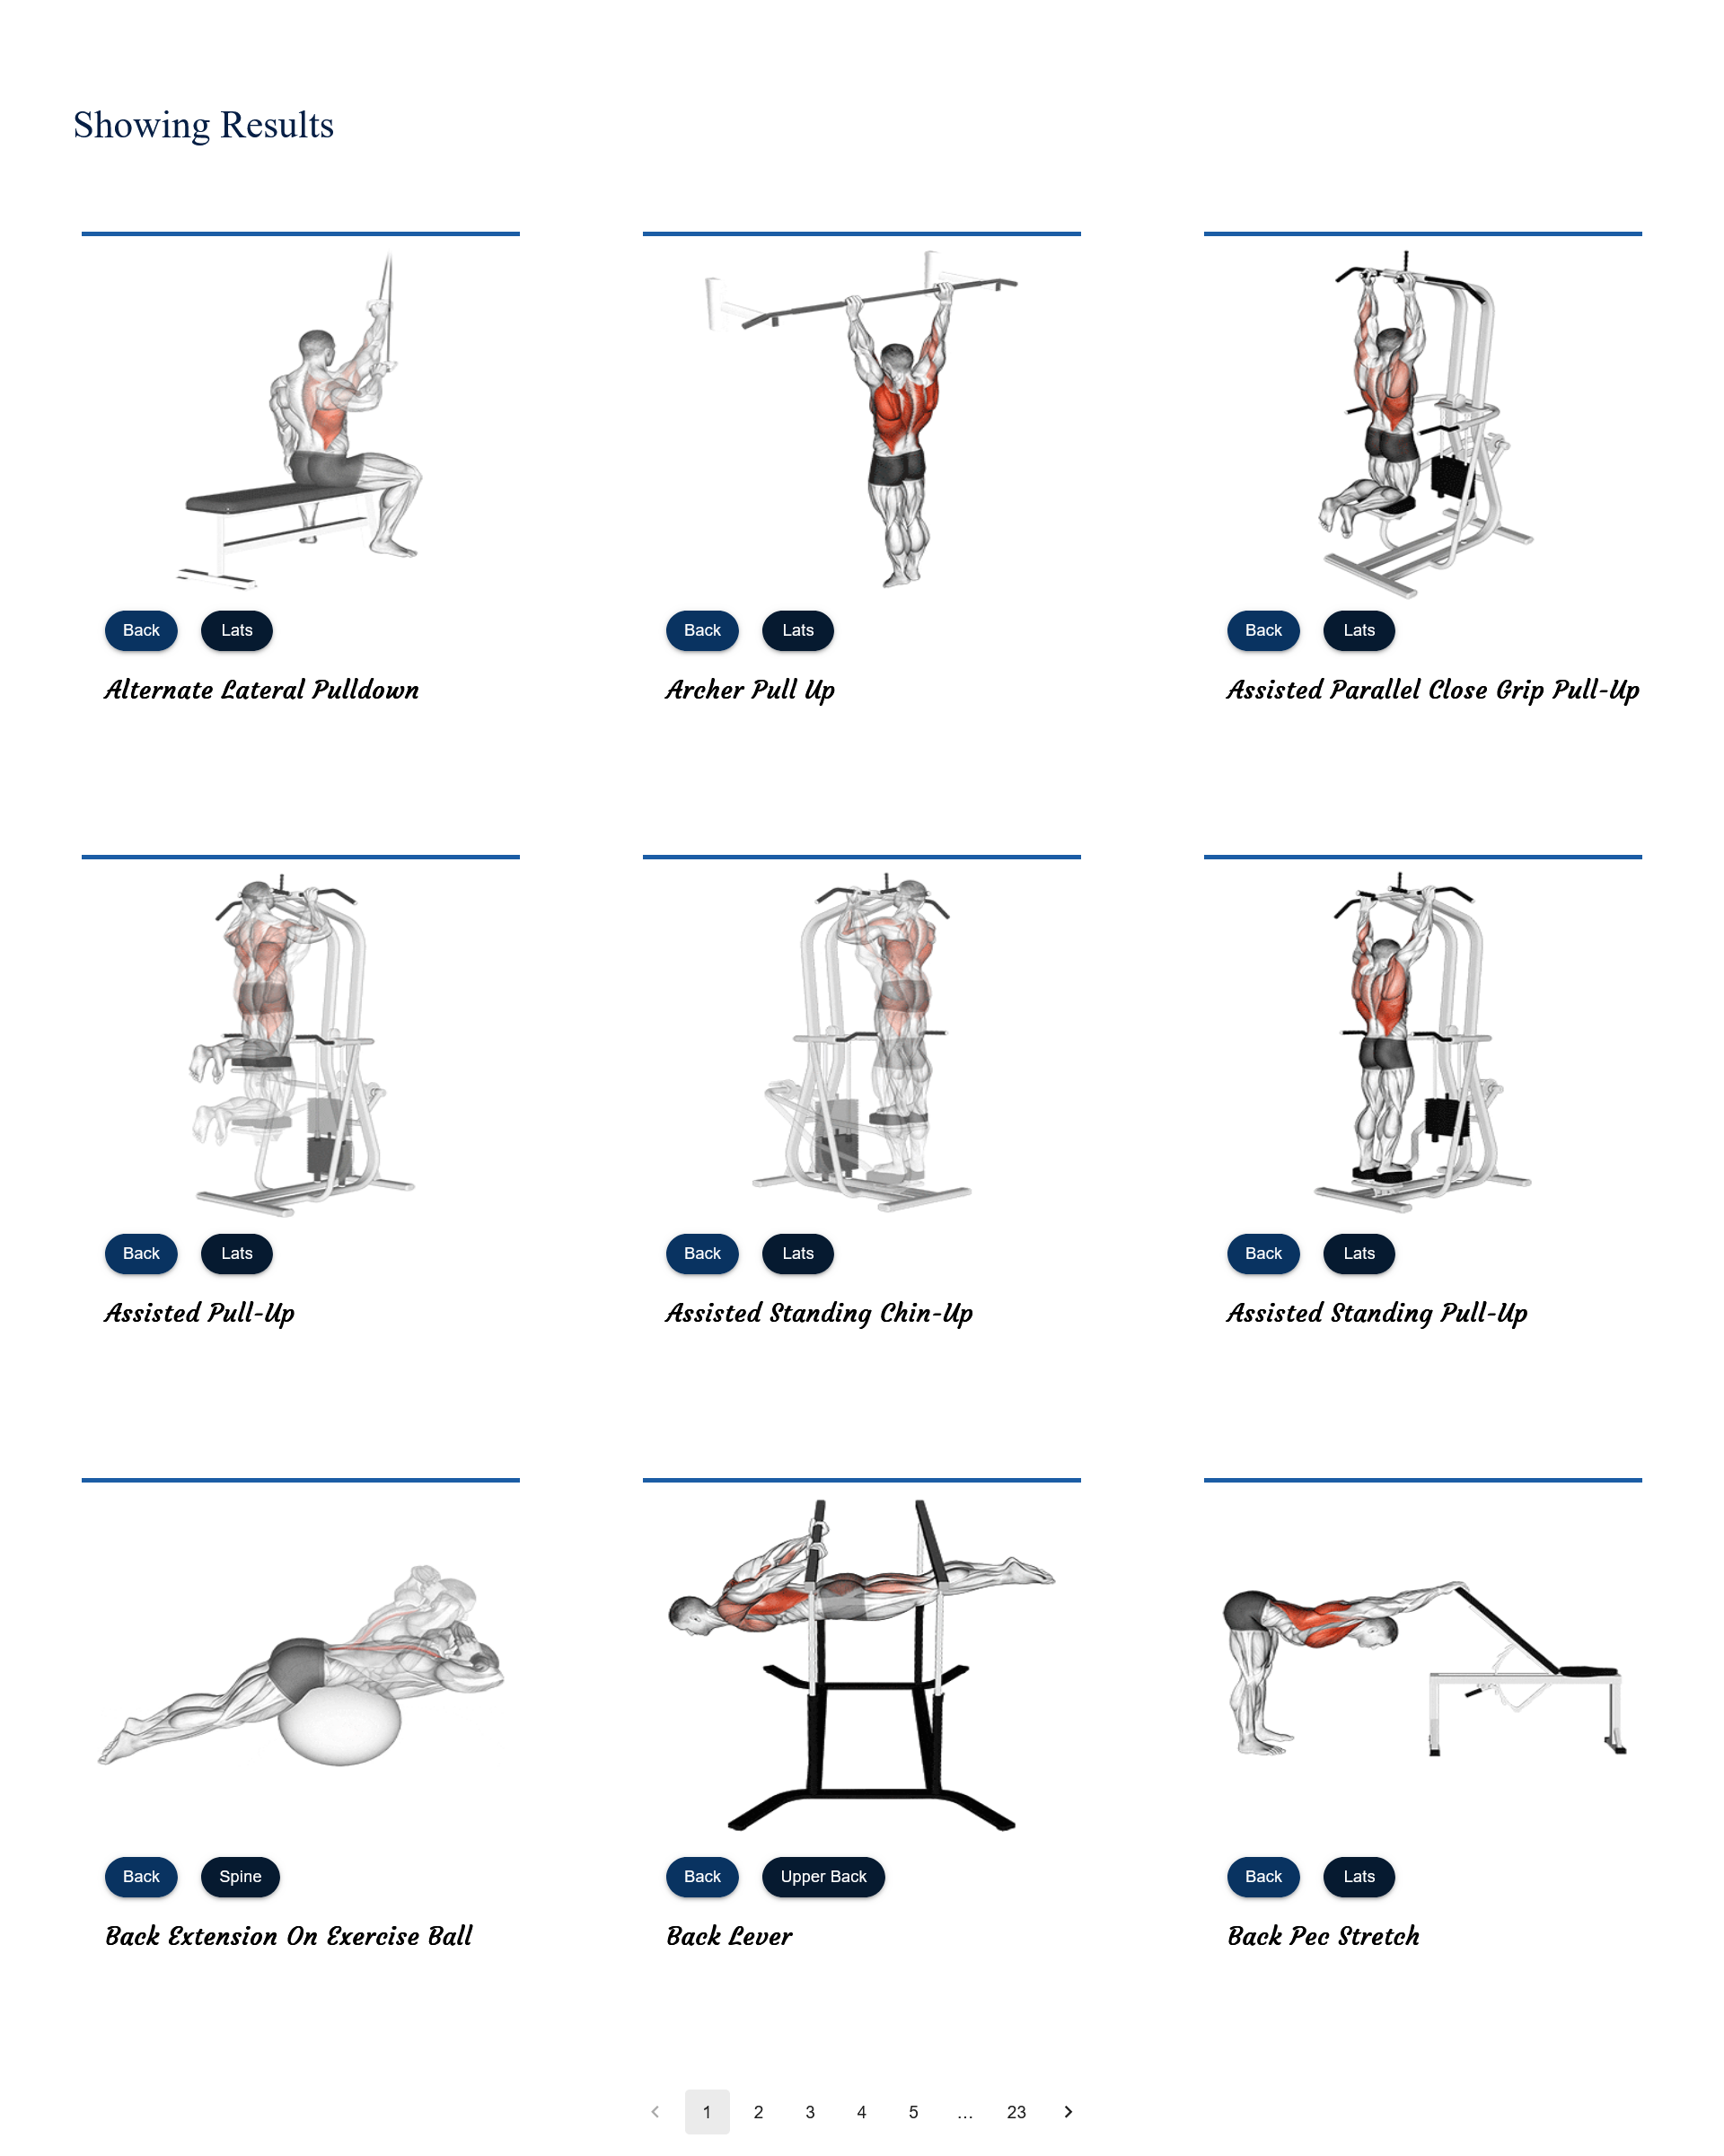 Showing Results
Back Lats
Alternate Lateral Pulldown
Back Lats
Archer Pull Up
Back Lats
Assisted Parallel Close Grip Pull-Up
Back Lats
Assisted Pull-Up
Back Lats
Assisted Standing Chin-Up
Back Lats
Assisted Standing Pull-Up
Back Spine
Back Extension On Exercise Ball
Back Upper Back
Back Lever
Back Lats
Back Pec Stretch
1 2 3 4 5 … 23